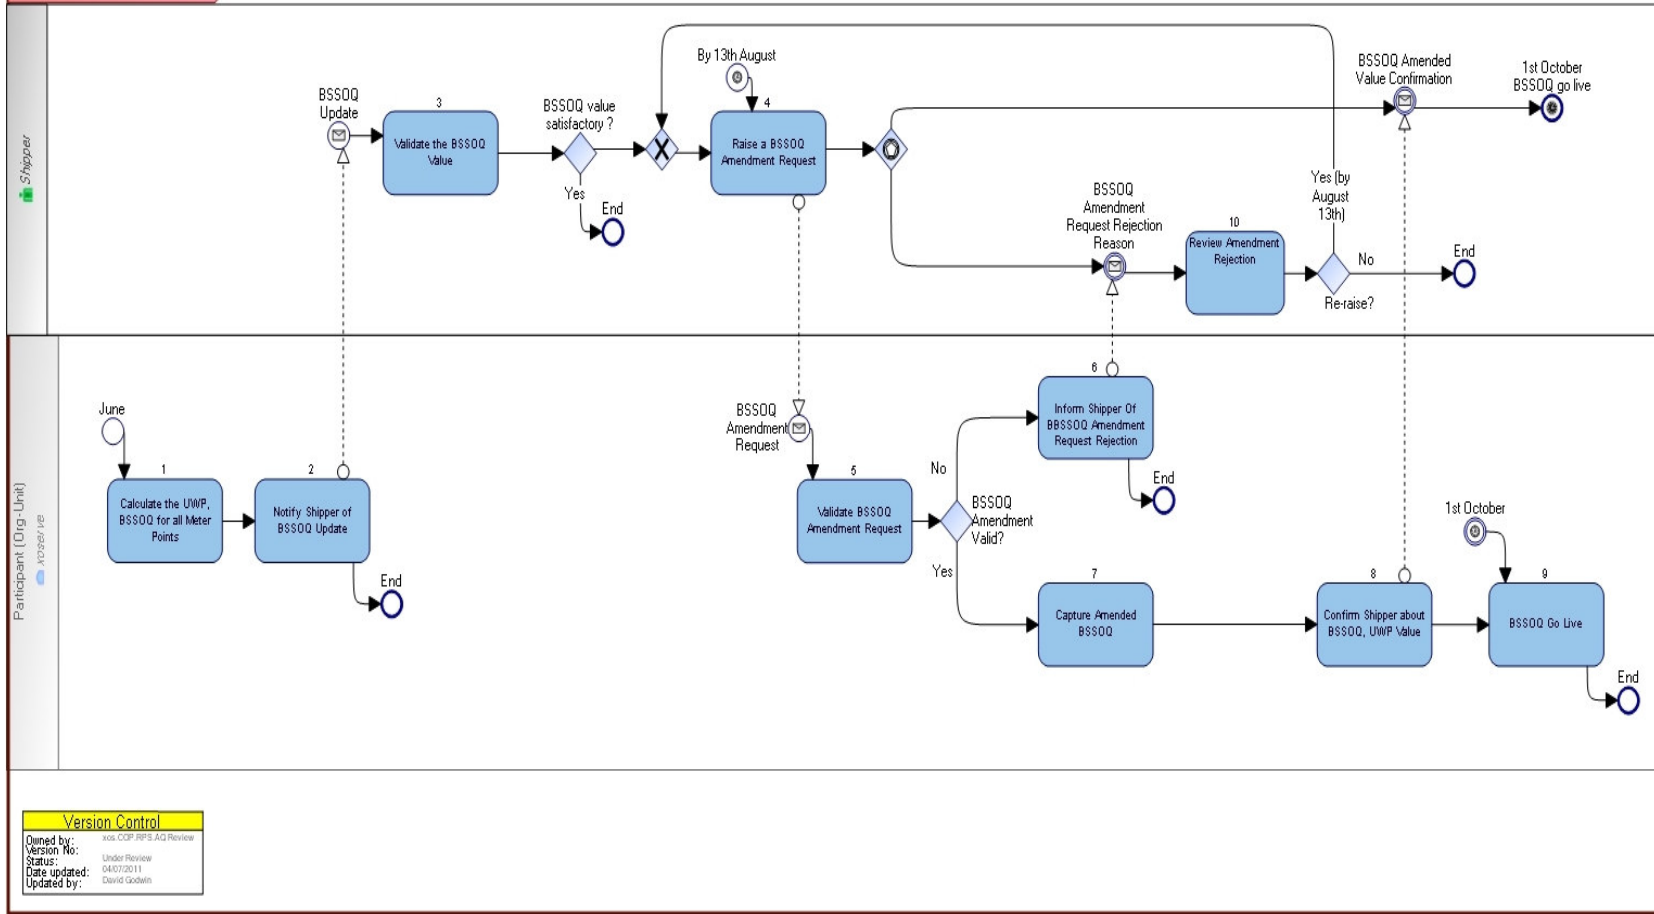 Shipper
BSSOQ
Update
3
Validate the BSSOQ
Value
BSSOQ value
satisfactory ?
Yes
End
By 13th August
4
Raise a BSSOQ
Amendment Request
BSSOQ
Amendment
Request Rejection
Reason
10
Review Amendment
Rejection
Yes (by
August
13th)
Re-raise?
No
End
BSSOQ Amended
Value Confirmation
1st October
BSSOQ go live
Participant (Org-Unit)
xoserve
June
1
Calculate the UWP,
BSSOQ for all Meter
Points
2
Notify Shipper of
BSSOQ Update
End
BSSOQ
Amendment
Request
5
Validate BSSOQ
Amendment Request
No
BSSOQ
Amendment
Valid?
Yes
6
Inform Shipper Of
BBSSOQ Amendment
Request Rejection
End
7
Capture Amended
BSSOQ
8
Confirm Shipper about
BSSOQ, UWP Value
1st October
9
BSSOQ Go Live
End
Version Control
Owned by: xos.COP.RPS.AQ Review
Version No:
Status: Under Review
Date updated: 04/07/2011
Updated by: David Godwin